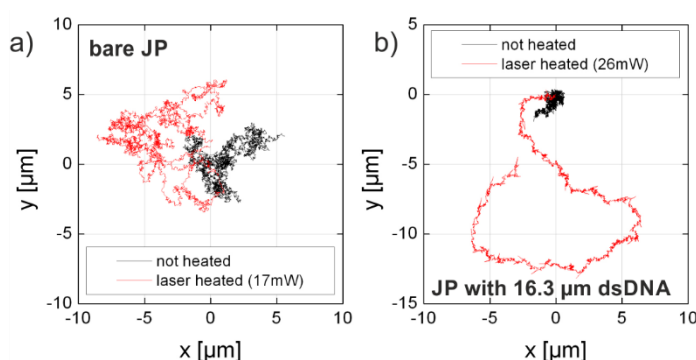 a)
bare JP
not heated
laser heated (17mW)
y [µm]
x [µm]
10
5
0
-5
-10
-10
-5
0
5
10
b)
not heated
laser heated (26mW)
JP with 16.3 µm dsDNA
y [µm]
x [µm]
5
0
-5
-10
-15
-10
-5
0
5
10